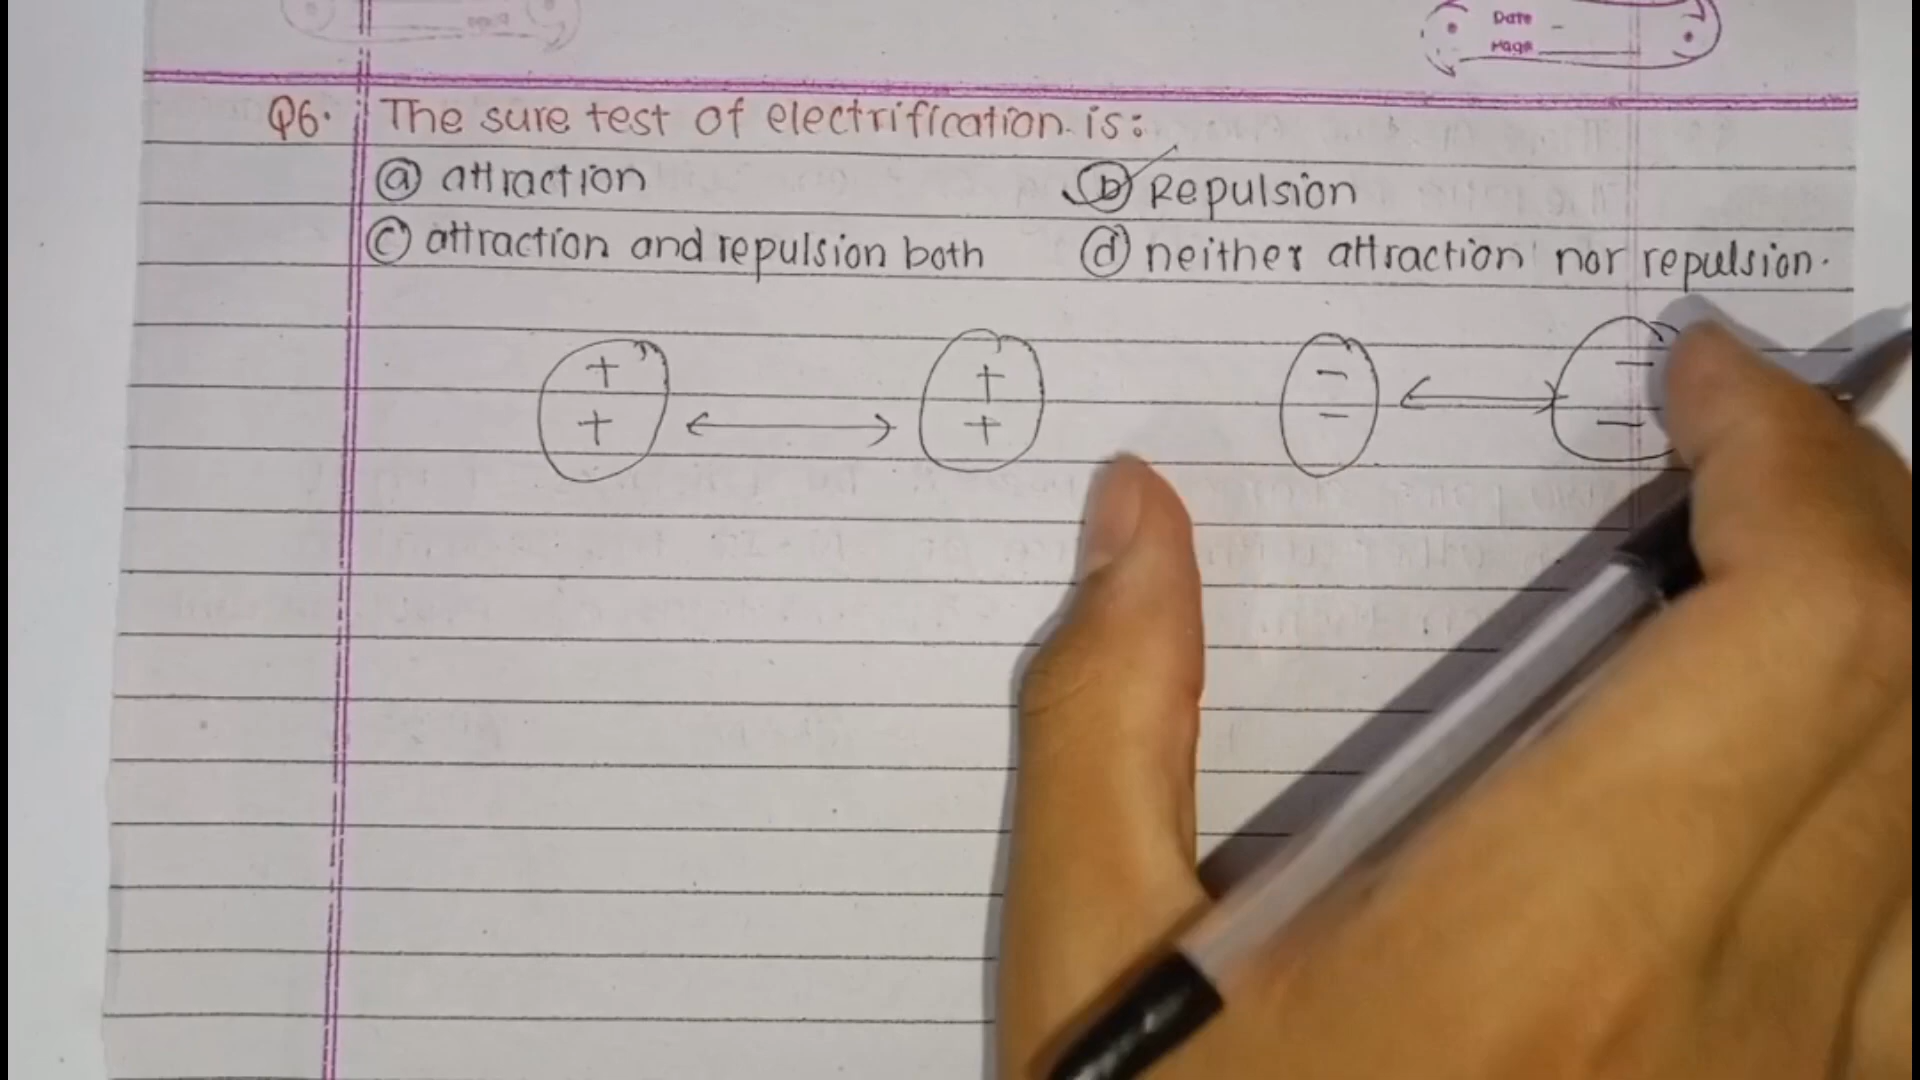 Date
Page
Q6. The sure test of electrification is:
(a) attraction (b) Repulsion
(c) attraction and repulsion both (d) neither attraction nor repulsion.
+ + - -
+ + - -